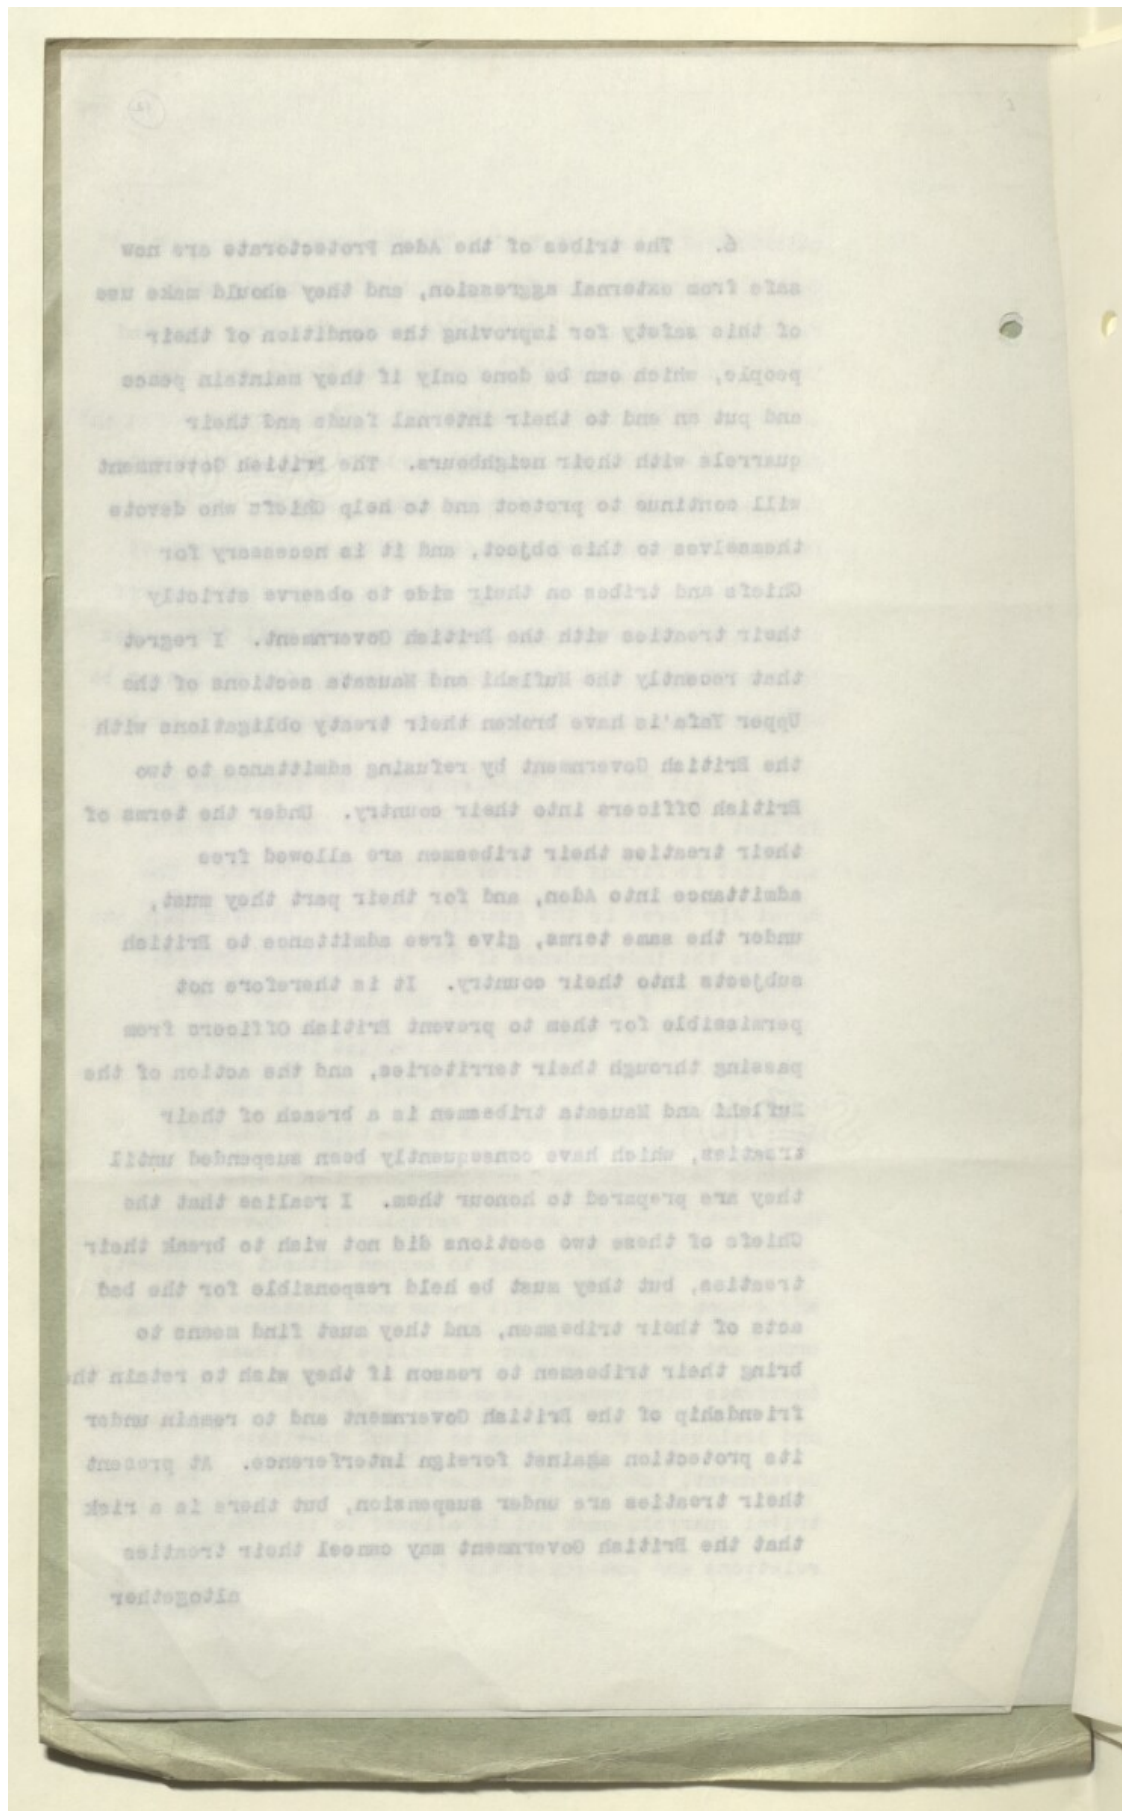 6. The tribes of the Aden Protectorate are now
safe from external aggression, and they should make use
of this safety for improving the condition of their
people, which can be done only if they maintain peace
and put an end to their internal feuds and their
quarrels with their neighbours. The British Government
will continue to protect and to help Chiefs who devote
themselves to this object, and it is necessary for
Chiefs and tribes on their side to observe strictly
their treaties with the British Government. I regret
that recently the Muflahi and Mausata sections of the
Upper Yafa'is have broken their treaty obligations with
the British Government by refusing admittance to two
British Officers into their country. Under the terms of
their treaties their tribesmen are allowed free
admittance into Aden, and for their part they must,
under the same terms, give free admittance to British
subjects into their country. It is therefore not
permissible for them to prevent British Officers from
passing through their territories, and the action of the
Muflahi and Mausata tribesmen is a breach of their
treaties, which have consequently been suspended until
they are prepared to honour them. I realise that the
Chiefs of these two sections did not wish to break their
treaties, but they must be held responsible for the bad
acts of their tribesmen, and they must find means to
bring their tribesmen to reason if they wish to retain the
friendship of the British Government and to remain under
its protection against foreign interference. At present
their treaties are under suspension, but there is a risk
that the British Government may cancel their treaties
altogether